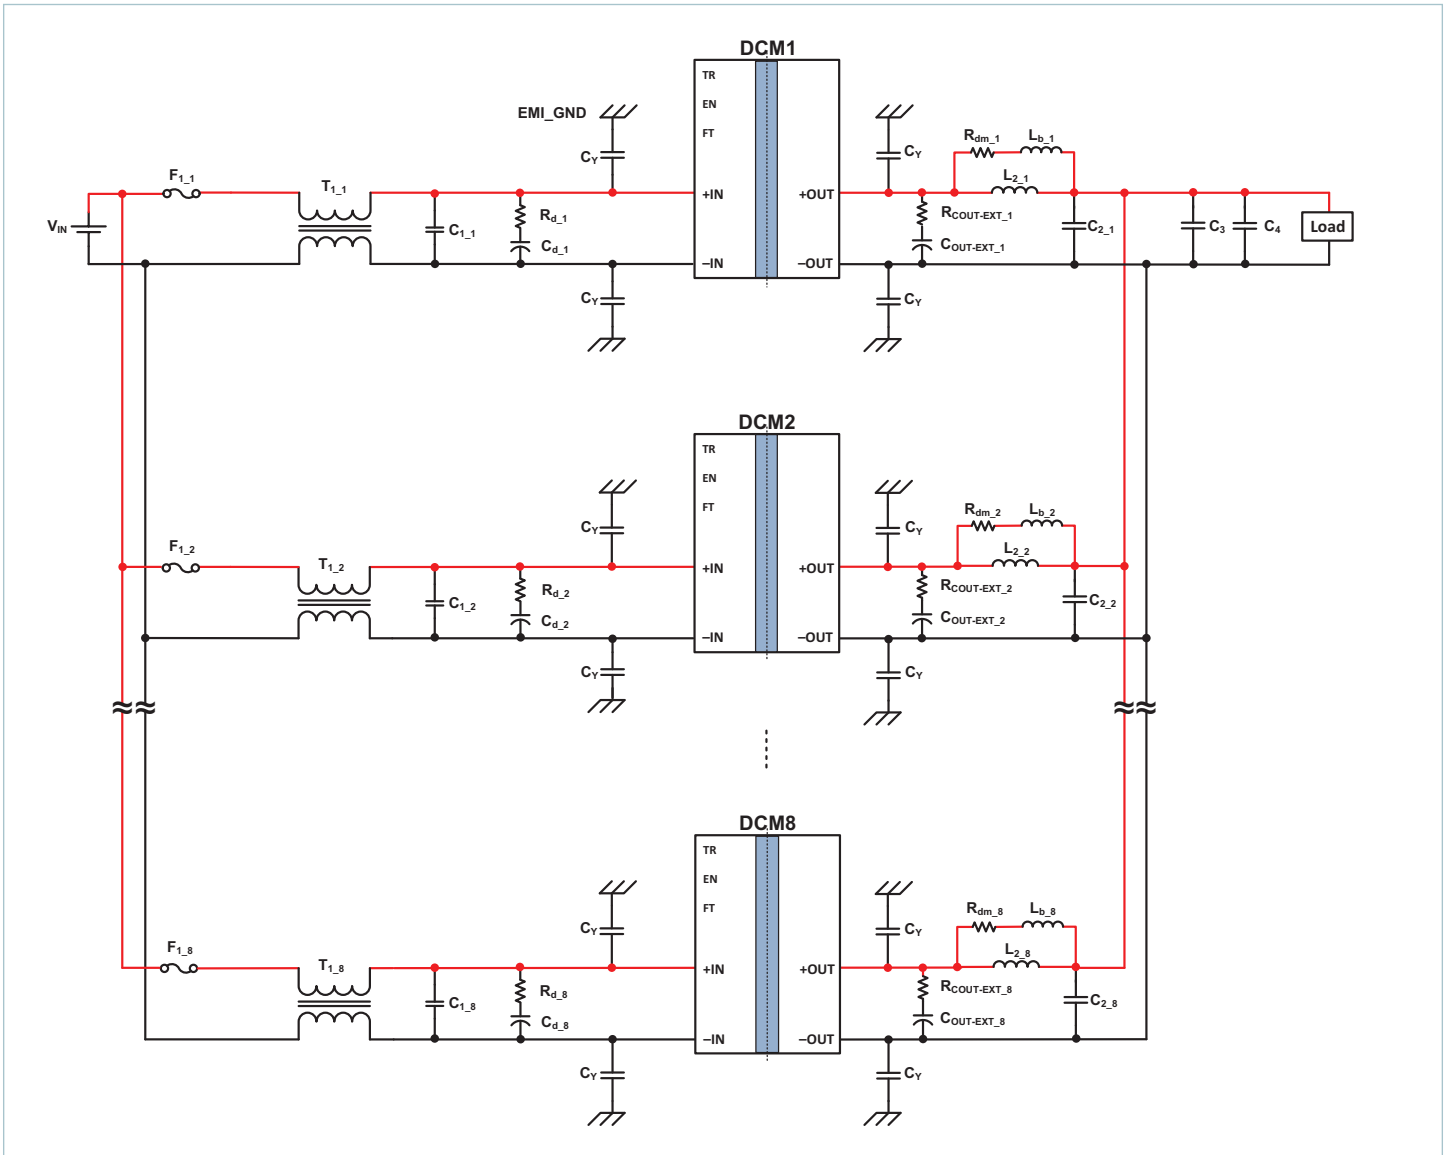 DCM1
TR
EN
FT
EMI_GND
CY
CY
Rdm_1
Lb_1
F1_1
T1_1
L2_1
+IN
+OUT
VIN
C1_1
Rd_1
Cd_1
RCOUT-EXT_1
COUT-EXT_1
C2_1
C3
C4
Load
–IN
–OUT
CY
CY
DCM2
TR
EN
FT
CY
CY
Rdm_2
Lb_2
F1_2
T1_2
L2_2
+IN
+OUT
C1_2
Rd_2
Cd_2
RCOUT-EXT_2
COUT-EXT_2
C2_2
–IN
–OUT
CY
CY
DCM8
TR
EN
FT
CY
CY
Rdm_8
Lb_8
F1_8
T1_8
L2_8
+IN
+OUT
C1_8
Rd_8
Cd_8
RCOUT-EXT_8
COUT-EXT_8
C2_8
–IN
–OUT
CY
CY